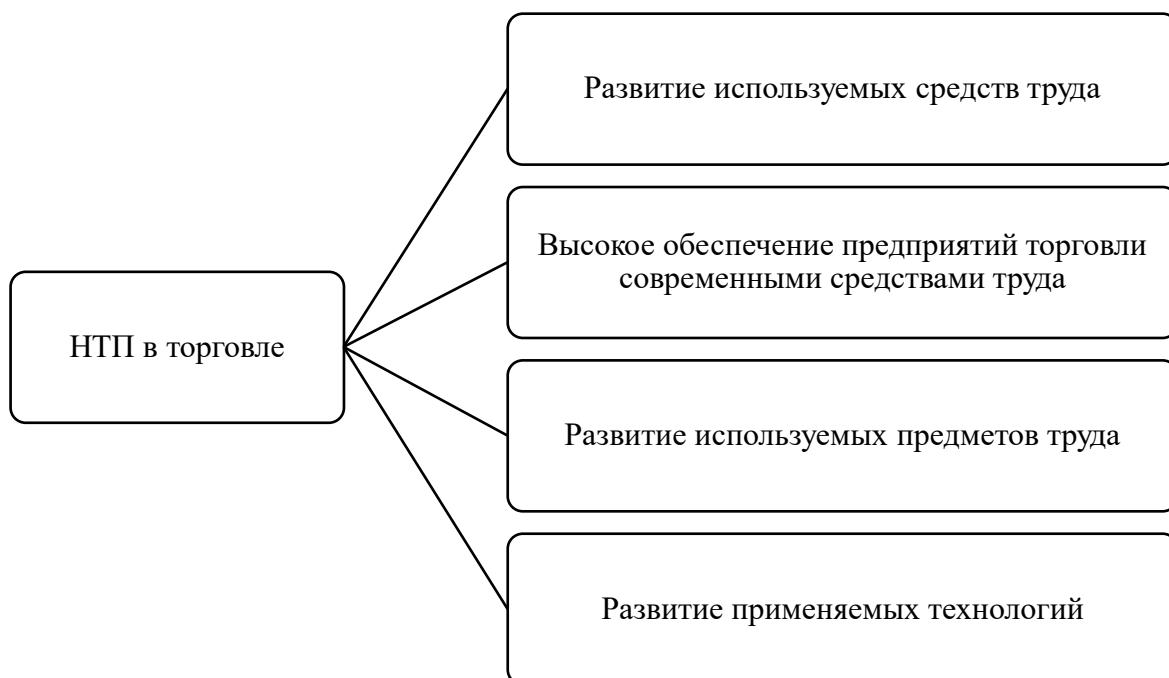 Развитие используемых средств труда
Высокое обеспечение предприятий торговли
современными средствами труда
НТП в торговле
Развитие используемых предметов труда
Развитие применяемых технологий